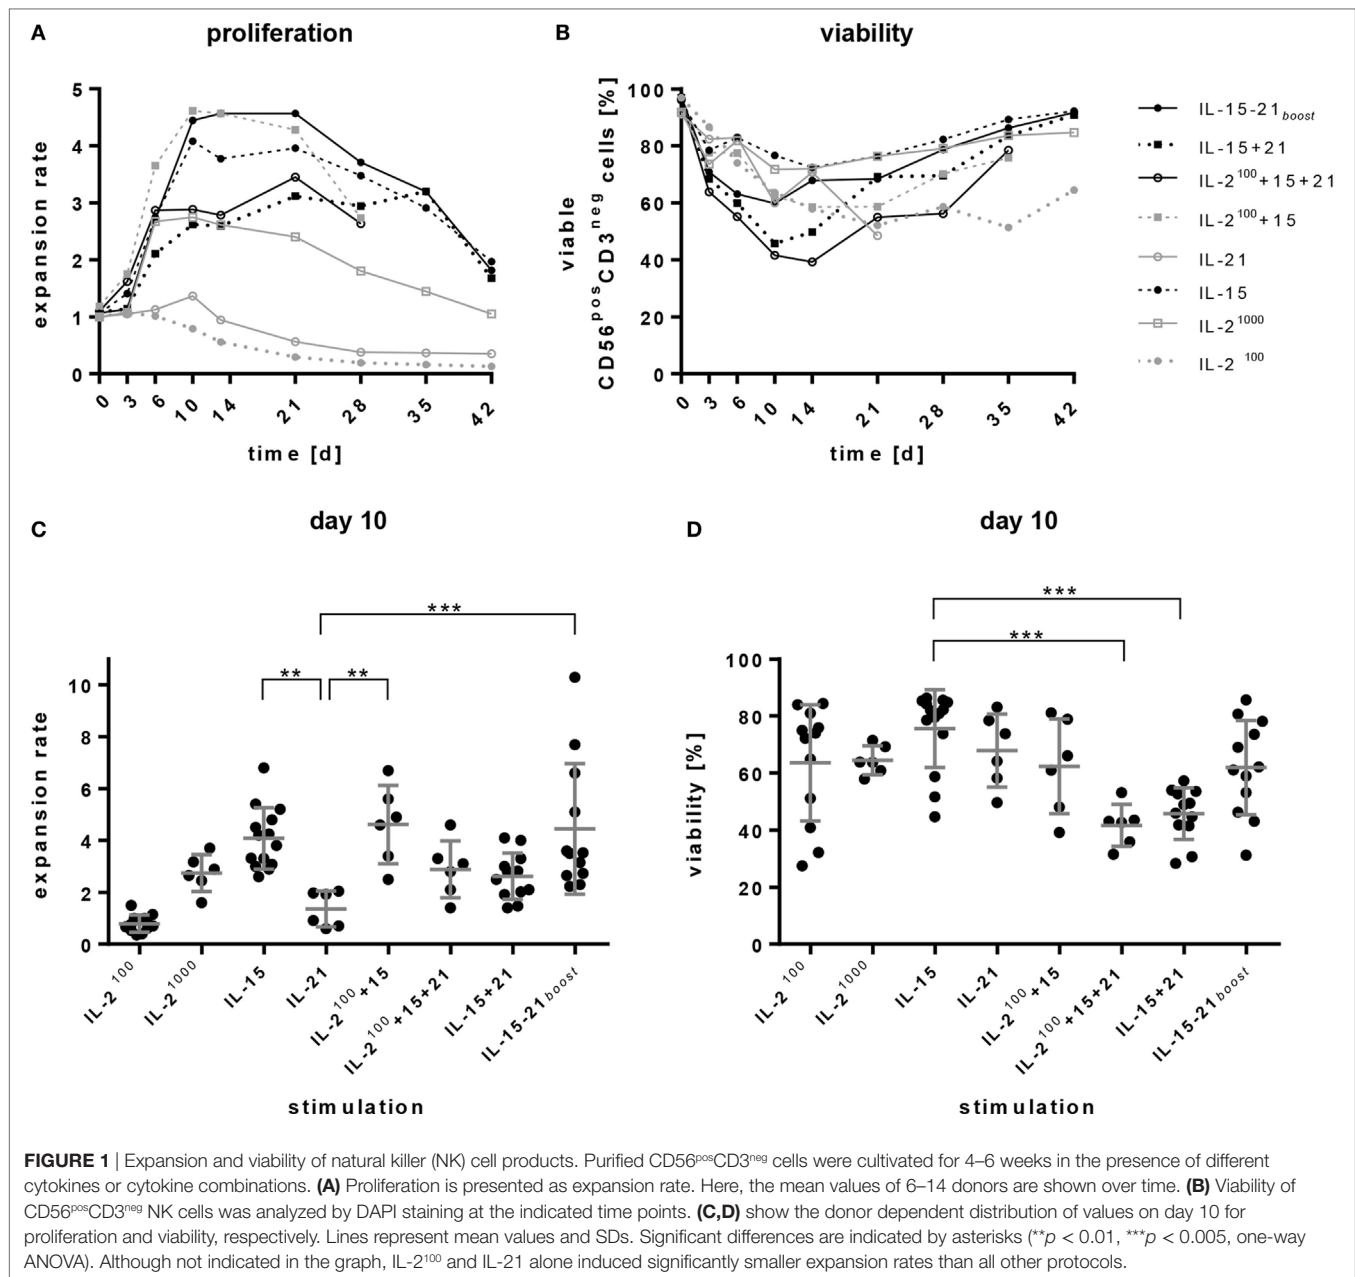 A
proliferation
expansion rate
5
4
3
2
1
0
0 3 6 10 14 21 28 35 42
time [d]
B
viability
viable
CD56^pos CD3^neg cells [%]
100
80
60
40
20
0
0 3 6 10 14 21 28 35 42
time [d]
IL-15-21boost
IL-15+21
IL-2^100+15+21
IL-2^100+15
IL-21
IL-15
IL-2^1000
IL-2^100
C
day 10
expansion rate
10
8
6
4
2
0
***
** **
IL-2^100
IL-2^1000
IL-15
IL-21
IL-2^100+15
IL-2^100+15+21
IL-15+21
IL-15-21boost
stimulation
D
day 10
viability [%]
100
80
60
40
20
0
***
***
IL-2^100
IL-2^1000
IL-15
IL-21
IL-2^100+15
IL-2^100+15+21
IL-15+21
IL-15-21boost
stimulation
FIGURE 1 | Expansion and viability of natural killer (NK) cell products. Purified CD56posCD3neg cells were cultivated for 4–6 weeks in the presence of different
cytokines or cytokine combinations. (A) Proliferation is presented as expansion rate. Here, the mean values of 6–14 donors are shown over time. (B) Viability of
CD56posCD3neg NK cells was analyzed by DAPI staining at the indicated time points. (C,D) show the donor dependent distribution of values on day 10 for
proliferation and viability, respectively. Lines represent mean values and SDs. Significant differences are indicated by asterisks (**p < 0.01, ***p < 0.005, one-way
ANOVA). Although not indicated in the graph, IL-2^100 and IL-21 alone induced significantly smaller expansion rates than all other protocols.